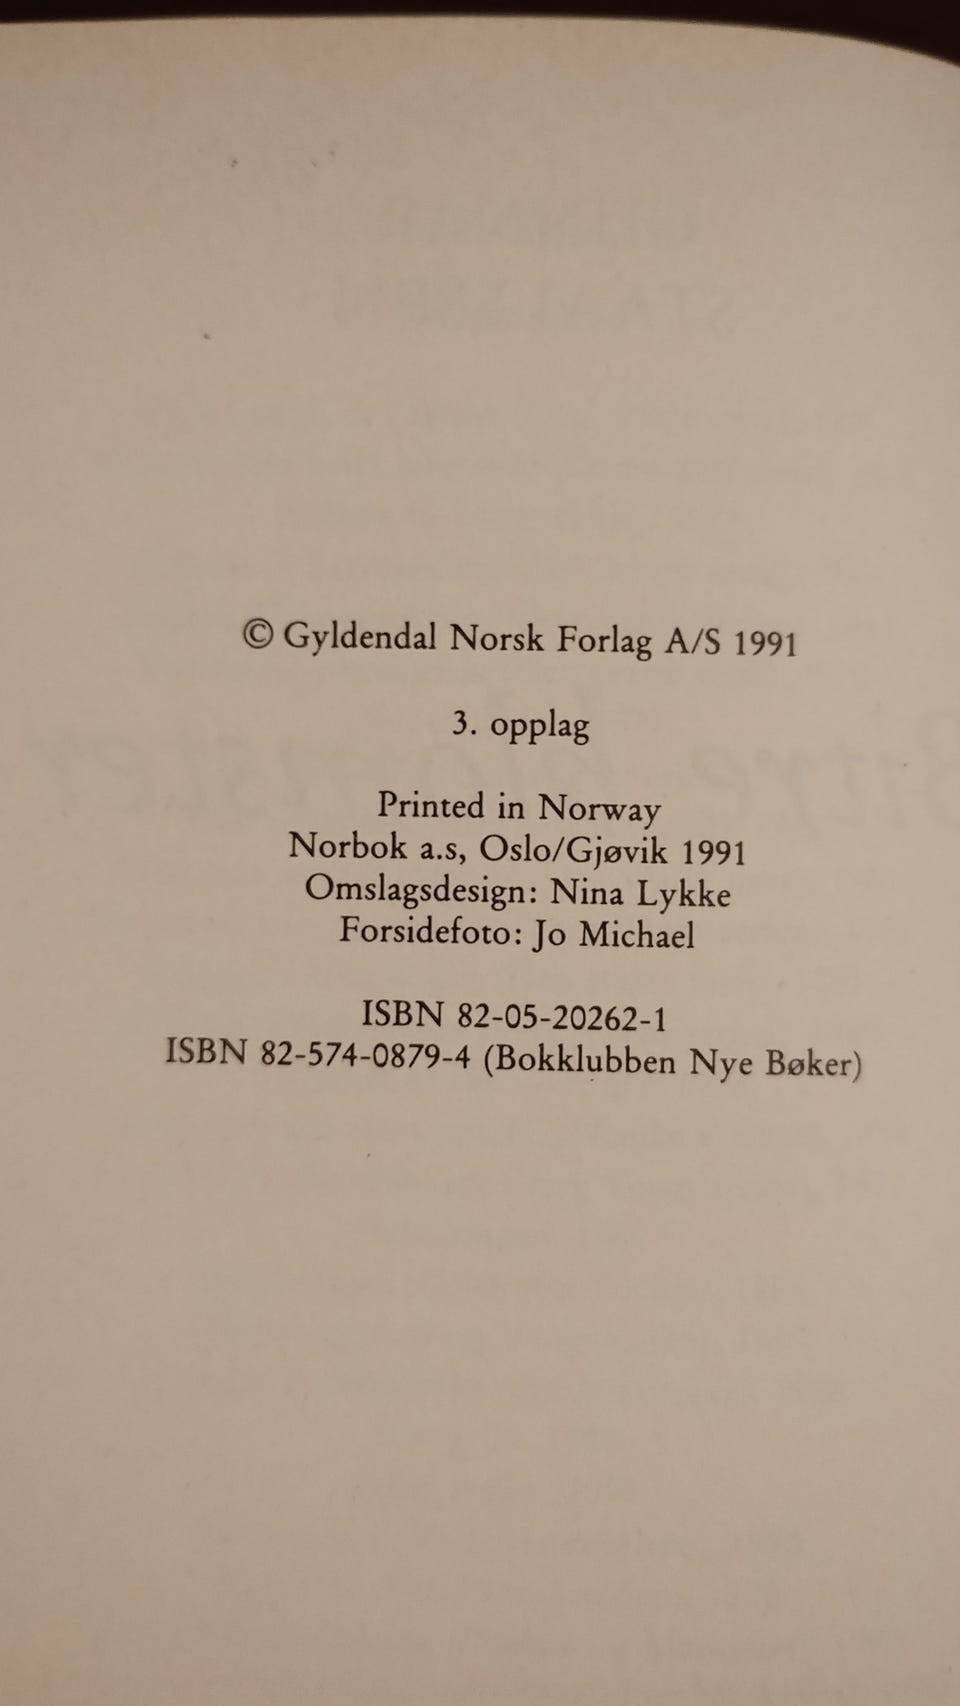 © Gyldendal Norsk Forlag A/S 1991
3. opplag
Printed in Norway
Norbok a.s, Oslo/Gjøvik 1991
Omslagsdesign: Nina Lykke
Forsidefoto: Jo Michael
ISBN 82-05-20262-1
ISBN 82-574-0879-4 (Bokklubben Nye Bøker)